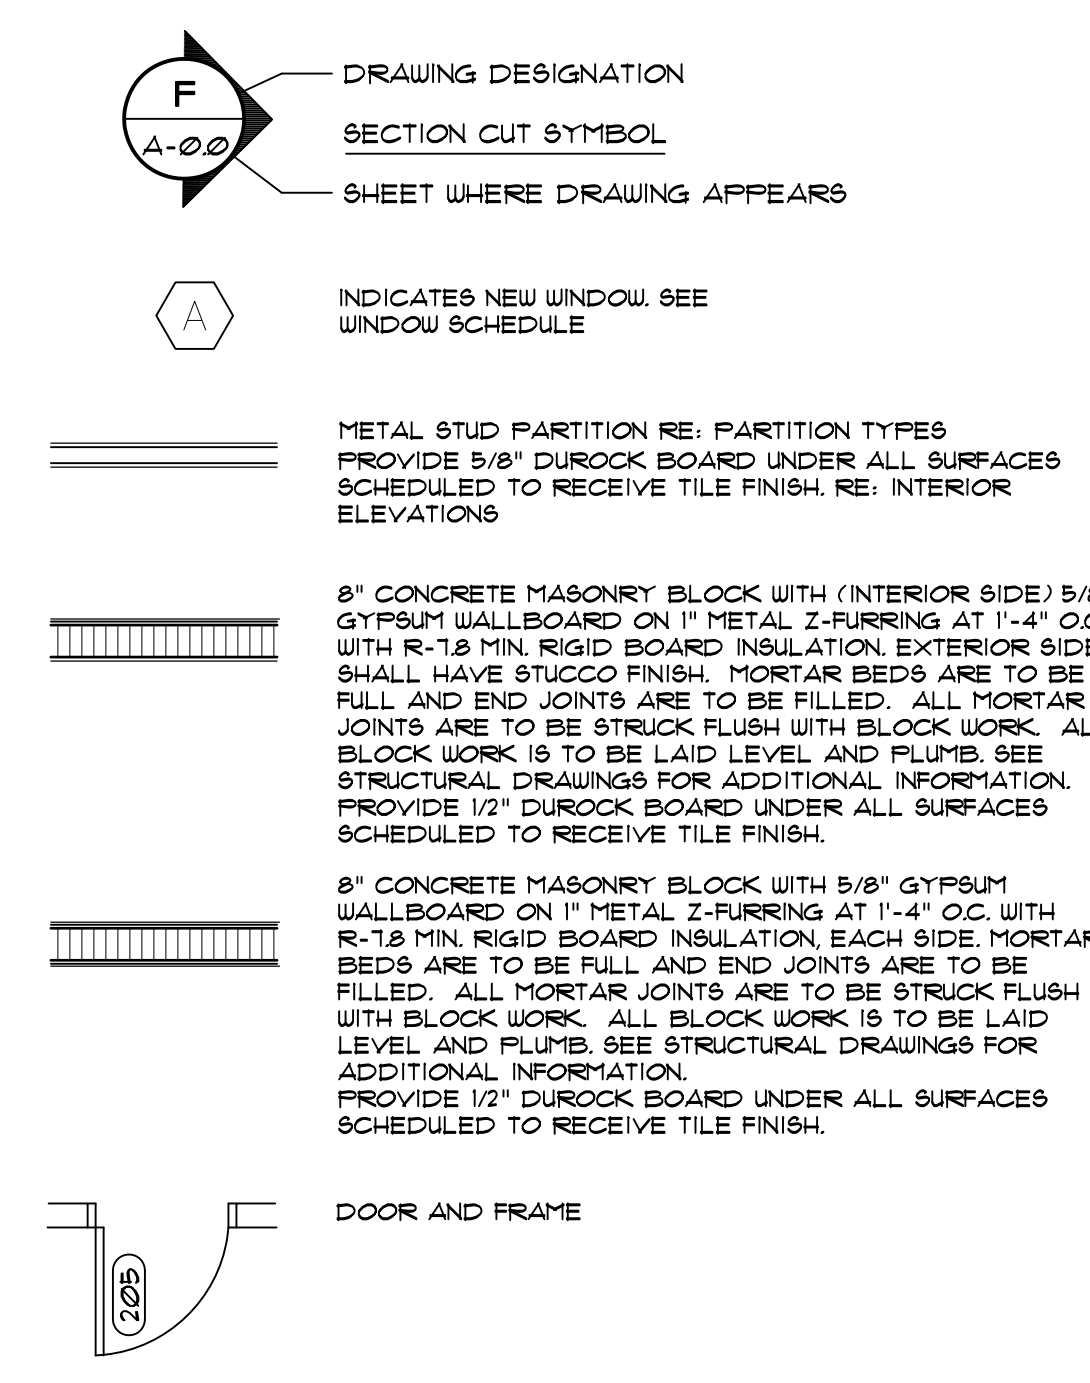 F
A-0.0
DRAWING DESIGNATION
SECTION CUT SYMBOL
SHEET WHERE DRAWING APPEARS
A
INDICATES NEW WINDOW. SEE
WINDOW SCHEDULE
METAL STUD PARTITION RE: PARTITION TYPES
PROVIDE 5/8" DUROCK BOARD UNDER ALL SURFACES
SCHEDULED TO RECEIVE TILE FINISH. RE: INTERIOR
ELEVATIONS
8" CONCRETE MASONRY BLOCK WITH (INTERIOR SIDE)
GYPSUM WALLBOARD ON 1" METAL Z-FURRING AT 1'-4"
WITH R-7.8 MIN. RIGID BOARD INSULATION. EXTERIOR
SHALL HAVE STUCCO FINISH. MORTAR BEDS ARE TO BE
FULL AND END JOINTS ARE TO BE FILLED. ALL MORTAR
JOINTS ARE TO BE STRUCK FLUSH WITH BLOCK WORK.
BLOCK WORK IS TO BE LAID LEVEL AND PLUMB. SEE
STRUCTURAL DRAWINGS FOR ADDITIONAL INFORMATION.
PROVIDE 1/2" DUROCK BOARD UNDER ALL SURFACES
SCHEDULED TO RECEIVE TILE FINISH.
8" CONCRETE MASONRY BLOCK WITH 5/8" GYPSUM
WALLBOARD ON 1" METAL Z-FURRING AT 1'-4" O.C. WITH
R-7.8 MIN. RIGID BOARD INSULATION, EACH SIDE. MORTAR
BEDS ARE TO BE FULL AND END JOINTS ARE TO BE
FILLED. ALL MORTAR JOINTS ARE TO BE STRUCK FLUSH
WITH BLOCK WORK. ALL BLOCK WORK IS TO BE LAID
LEVEL AND PLUMB. SEE STRUCTURAL DRAWINGS FOR
ADDITIONAL INFORMATION.
PROVIDE 1/2" DUROCK BOARD UNDER ALL SURFACES
SCHEDULED TO RECEIVE TILE FINISH.
DOOR AND FRAME
205